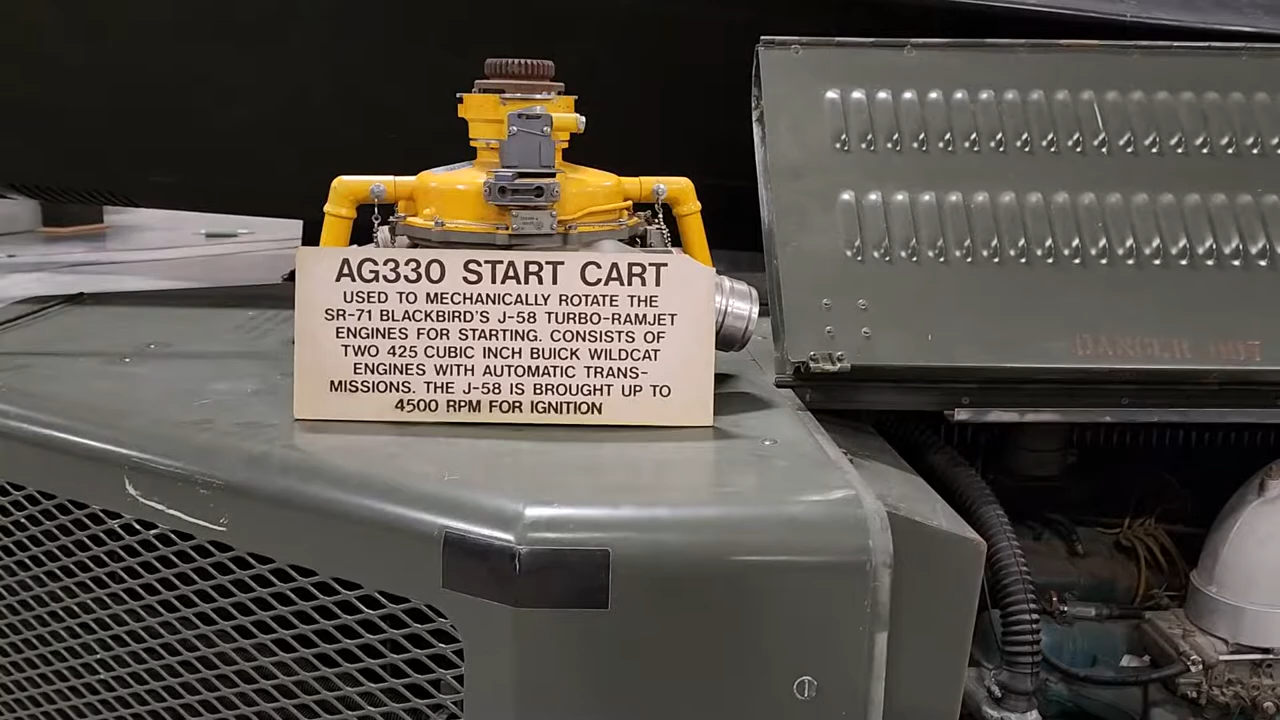 AG330 START CART
USED TO MECHANICALLY ROTATE THE
SR-71 BLACKBIRD'S J-58 TURBO-RAMJET
ENGINES FOR STARTING. CONSISTS OF
TWO 425 CUBIC INCH BUICK WILDCAT
ENGINES WITH AUTOMATIC TRANS-
MISSIONS. THE J-58 IS BROUGHT UP TO
4500 RPM FOR IGNITION
DANGER